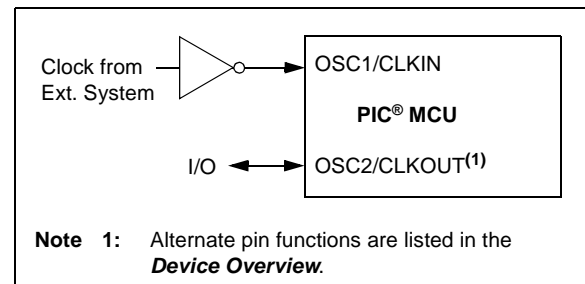 Clock from
Ext. System
OSC1/CLKIN
PIC® MCU
I/O
OSC2/CLKOUT(1)
Note 1: Alternate pin functions are listed in the
Device Overview.